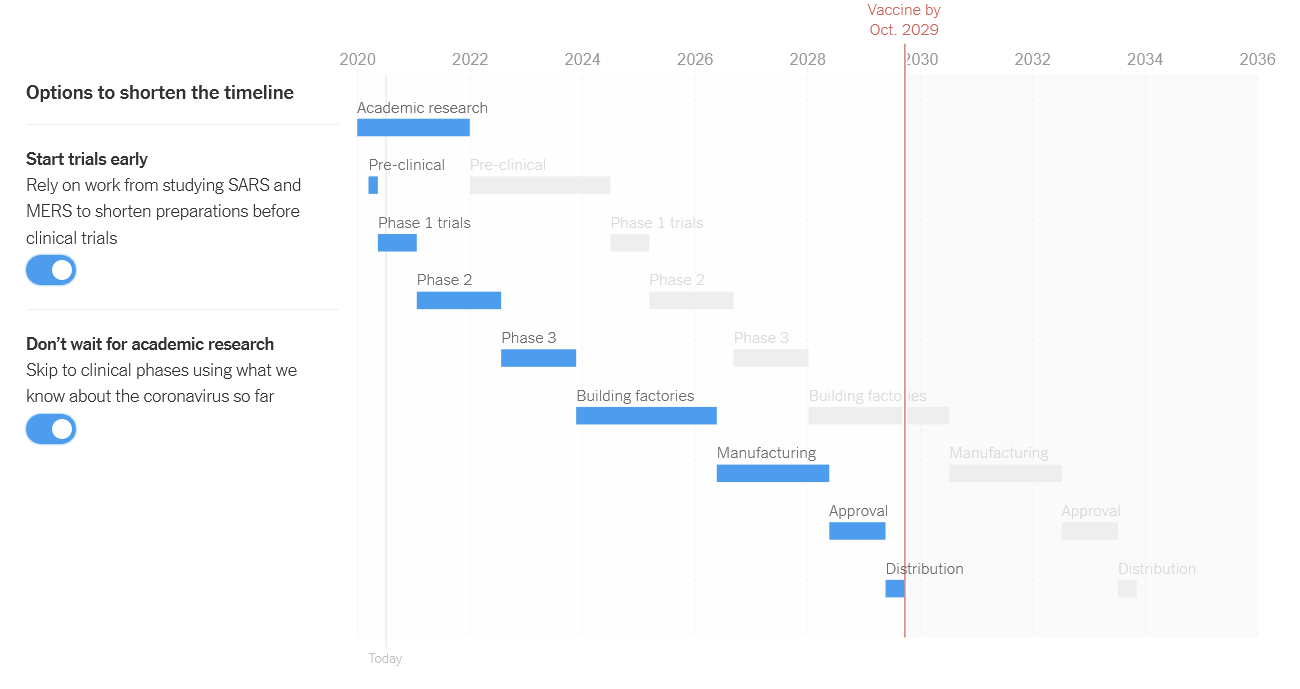 Vaccine by
Oct. 2029
2020 2022 2024 2026 2028 2030 2032 2034 2036
Options to shorten the timeline
Start trials early
Rely on work from studying SARS and
MERS to shorten preparations before
clinical trials
Don’t wait for academic research
Skip to clinical phases using what we
know about the coronavirus so far
Academic research
Pre-clinical Pre-clinical
Phase 1 trials Phase 1 trials
Phase 2 Phase 2
Phase 3 Phase 3
Building factories Building factories
Manufacturing Manufacturing
Approval Approval
Distribution Distribution
Today